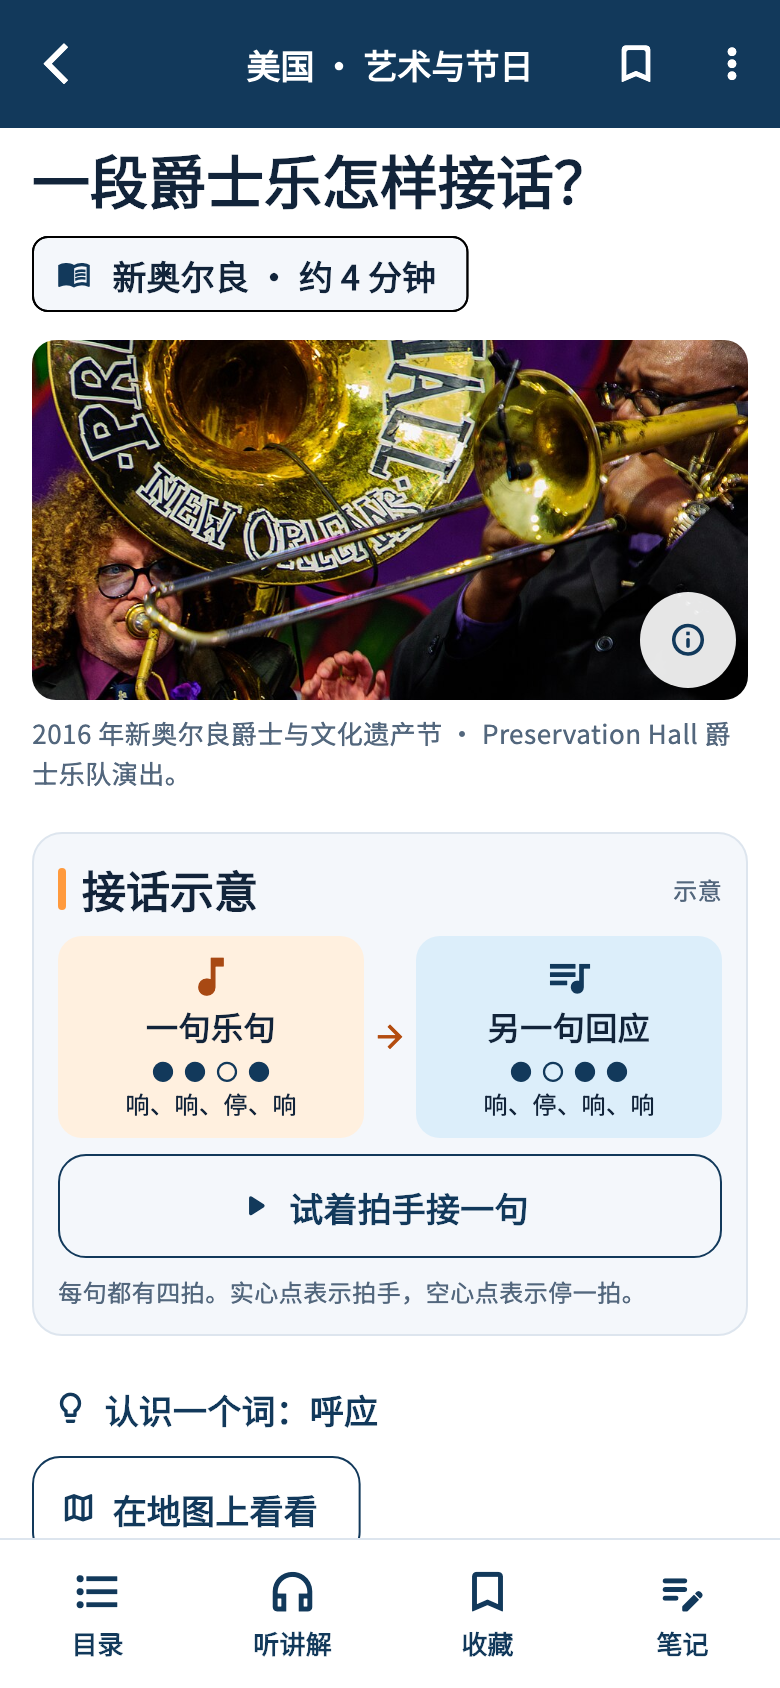 美国 · 艺术与节日
一段爵士乐怎样接话？
新奥尔良 · 约 4 分钟
NEW ORLEANS
2016 年新奥尔良爵士与文化遗产节 · Preservation Hall 爵
士乐队演出。
接话示意
示意
一句乐句
响、响、停、响
另一句回应
响、停、响、响
试着拍手接一句
每句都有四拍。实心点表示拍手，空心点表示停一拍。
认识一个词：呼应
在地图上看看
目录
听讲解
收藏
笔记